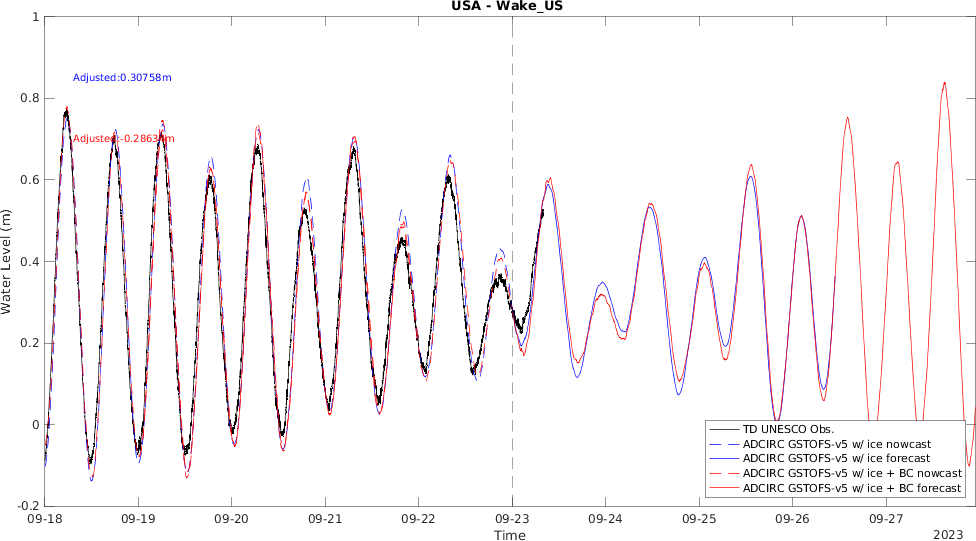 USA - Wake_US
1
0.8
0.6
0.4
0.2
0
-0.2
Water Level (m)
Adjusted:0.30758m
Adjusted:-0.2863 m
TD UNESCO Obs.
ADCIRC GSTOFS-v5 w/ ice nowcast
ADCIRC GSTOFS-v5 w/ ice forecast
ADCIRC GSTOFS-v5 w/ ice + BC nowcast
ADCIRC GSTOFS-v5 w/ ice + BC forecast
09-18 09-19 09-20 09-21 09-22 09-23 09-24 09-25 09-26 09-27
Time
2023